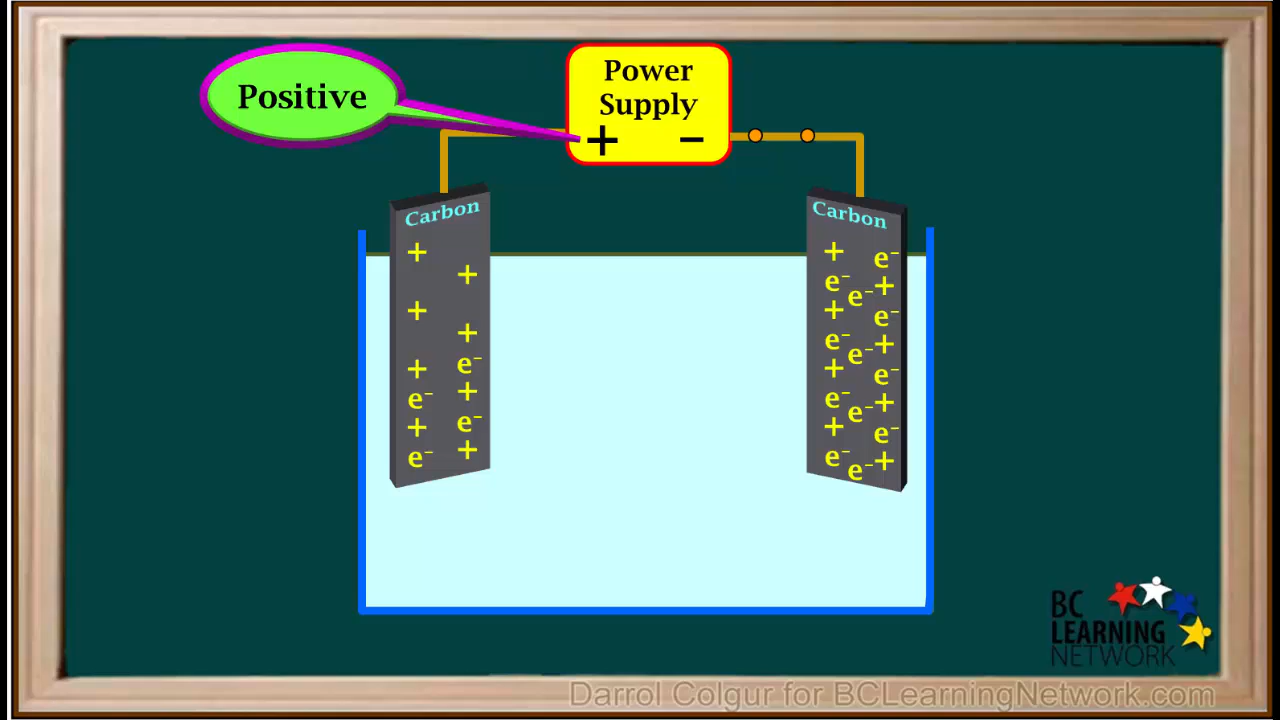 Positive
Power
Supply
+ −
Carbon
+
+
+
+
+ e⁻
e⁻ +
+ e⁻
e⁻ +
Carbon
+ e⁻
e⁻ e⁻ +
+ e⁻
e⁻ e⁻ +
+ e⁻
e⁻ e⁻ +
+ e⁻
e⁻ e⁻ +
BC
LEARNING
NETWORK
Darrol Colgur for BCLearningNetwork.com